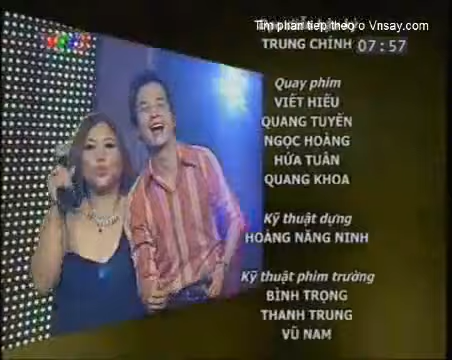 Tìm phần tiếp theo ở Vnsay.com
TRUNG CHÍNH
07:57
Quay phim
VIẾT HIẾU
QUANG TUYẾN
NGỌC HOÀNG
HỨA TUẤN
QUANG KHOA
Kỹ thuật dựng
HOÀNG NĂNG NINH
Kỹ thuật phim trường
BÌNH TRỌNG
THANH TRUNG
VŨ NAM